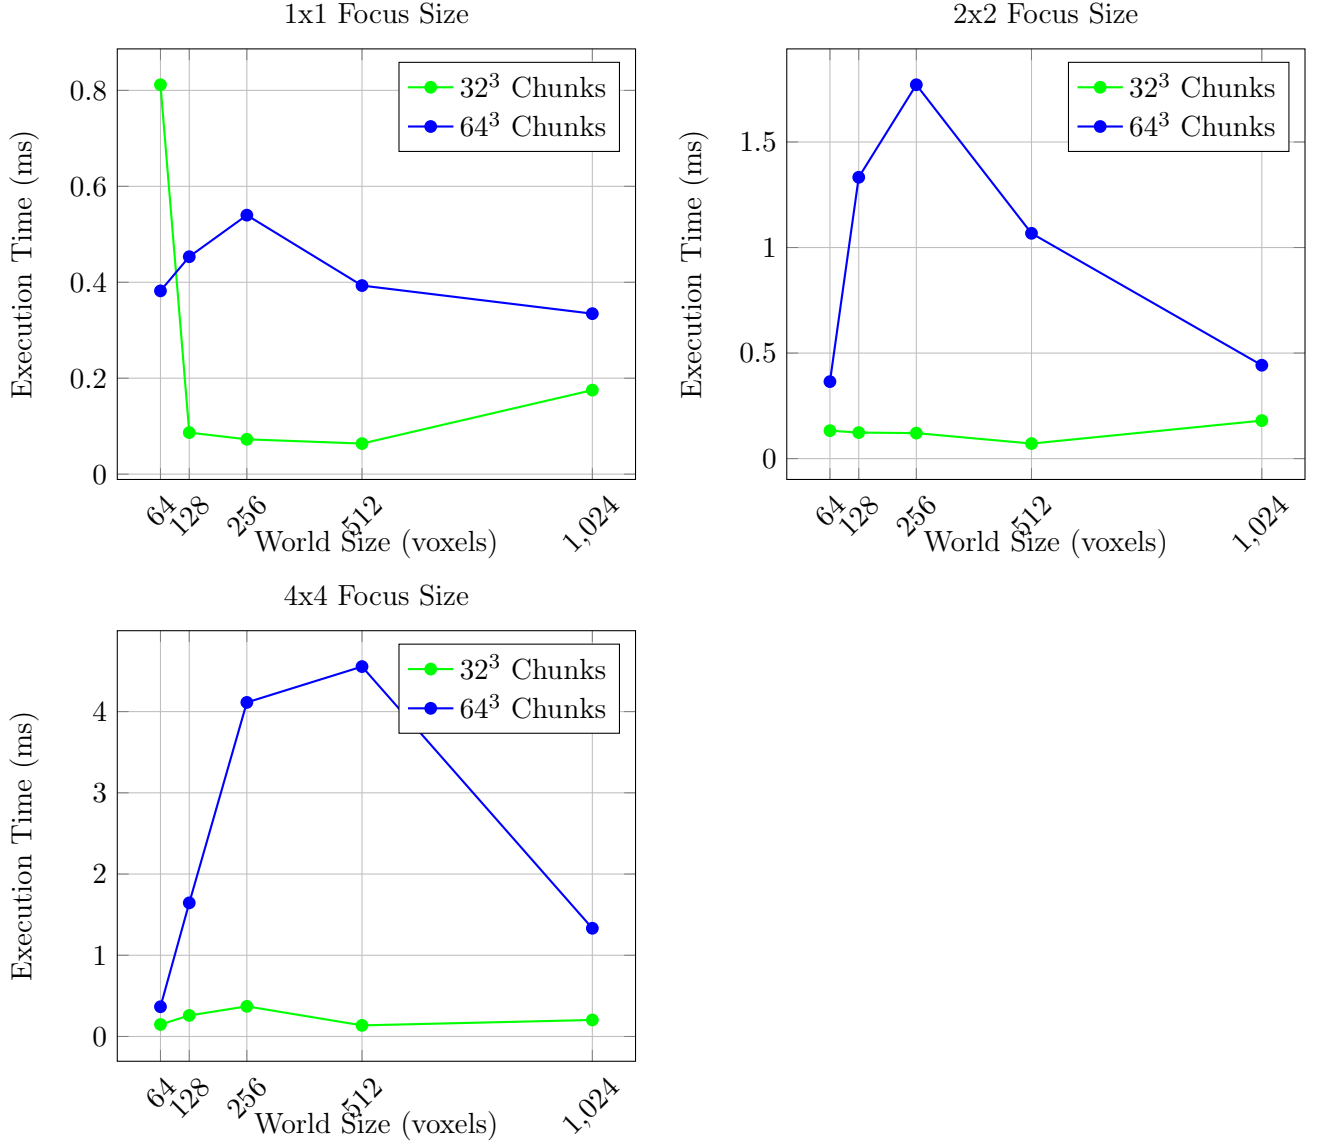 1x1 Focus Size
Execution Time (ms)
0.8
0.6
0.4
0.2
0
32³ Chunks
64³ Chunks
64
128
256
512
1,024
World Size (voxels)
2x2 Focus Size
Execution Time (ms)
1.5
1
0.5
0
32³ Chunks
64³ Chunks
64
128
256
512
1,024
World Size (voxels)
4x4 Focus Size
Execution Time (ms)
4
3
2
1
0
32³ Chunks
64³ Chunks
64
128
256
512
1,024
World Size (voxels)